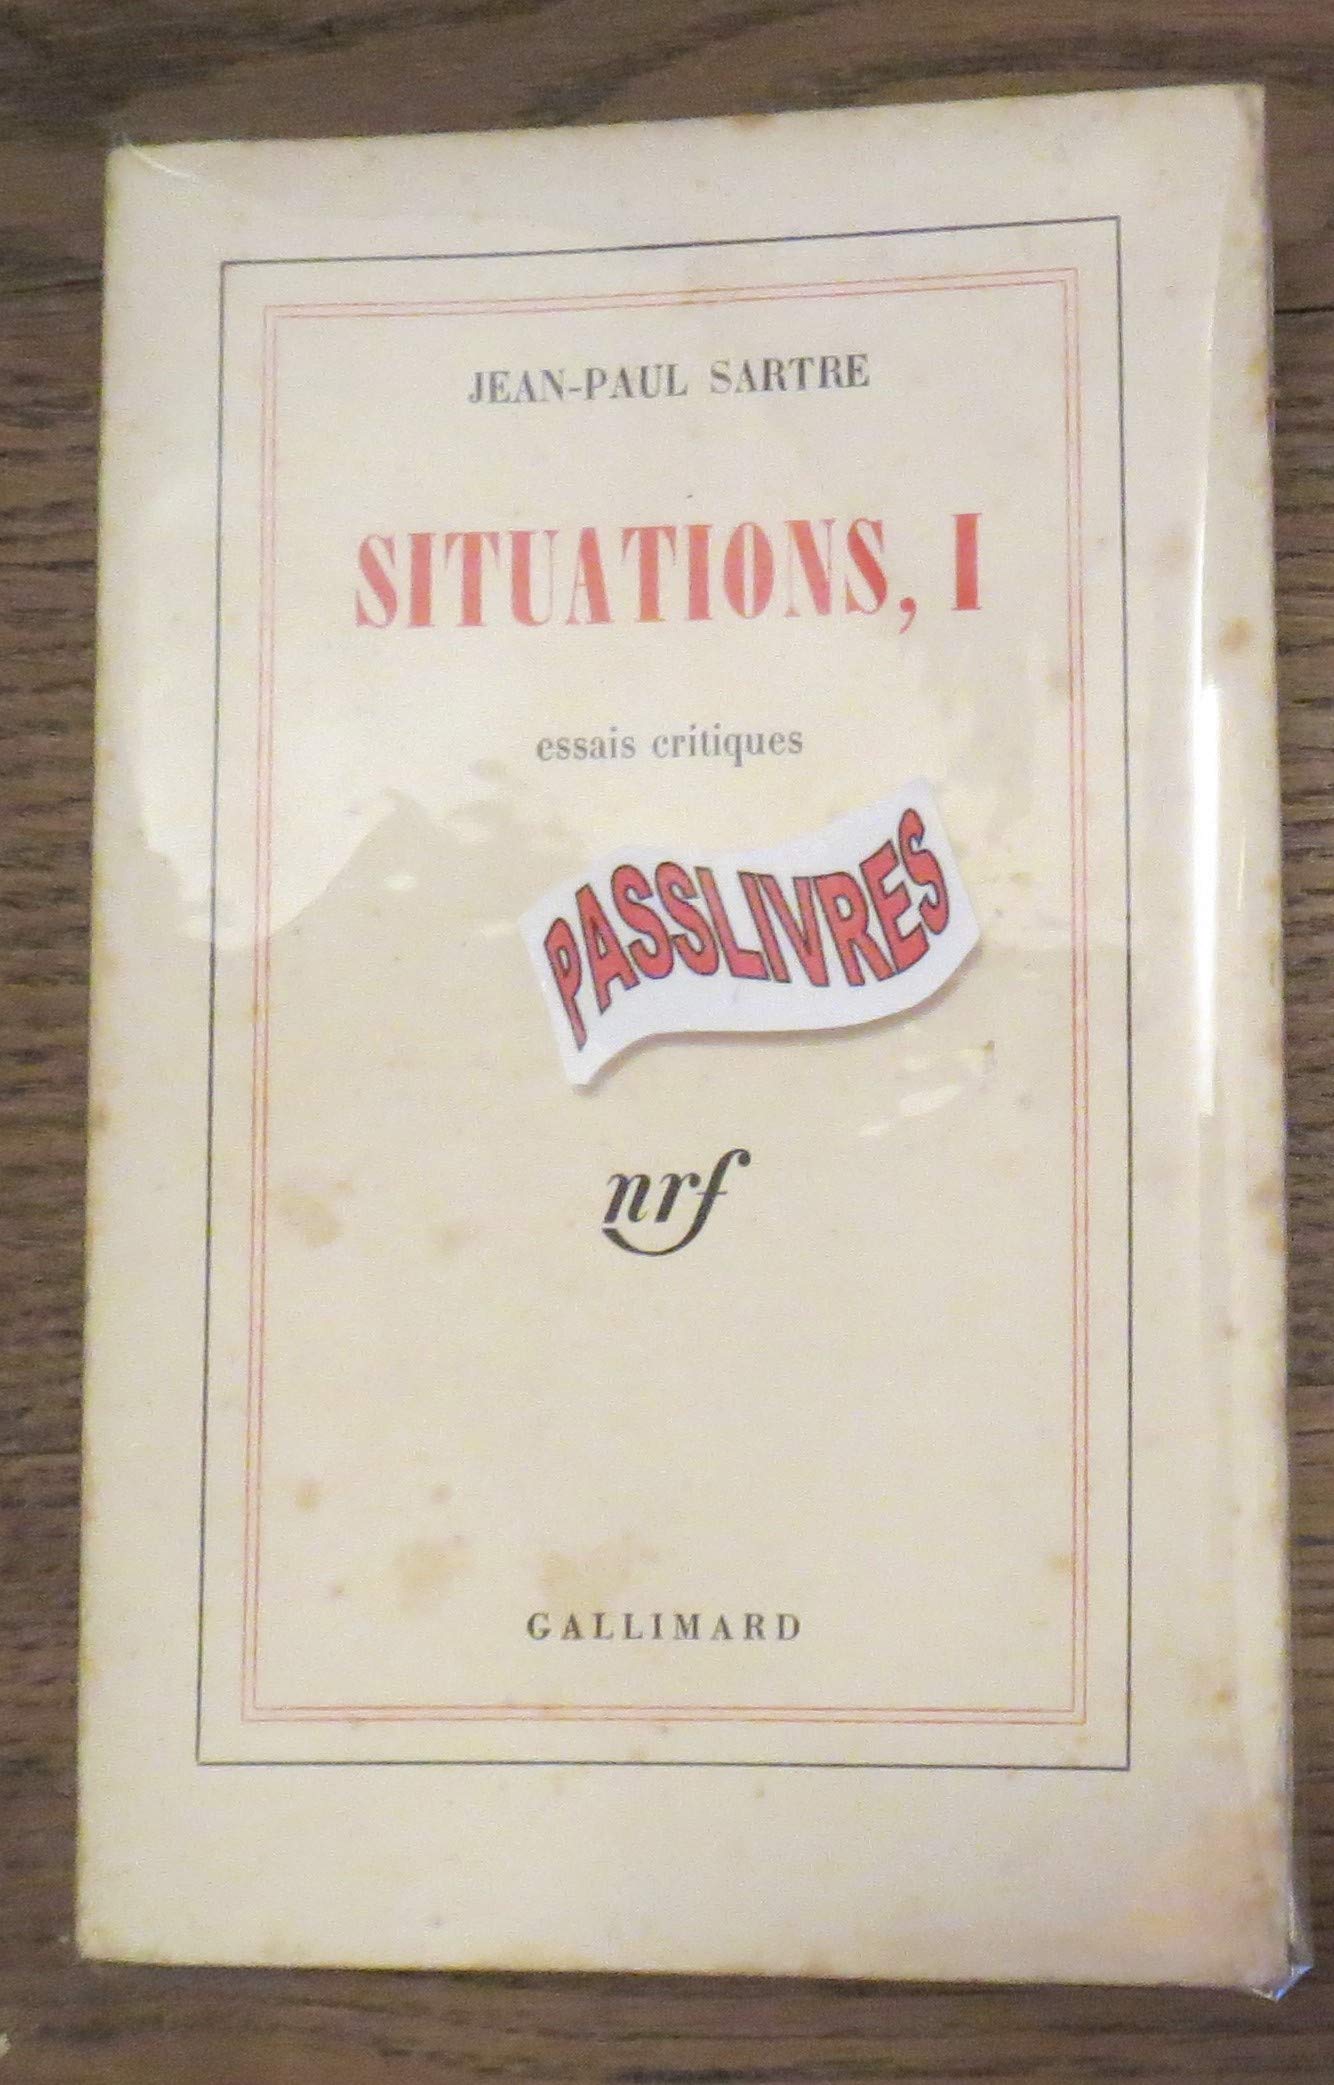 JEAN-PAUL SARTRE
SITUATIONS, I
essais critiques
PASSLIVRES
nrf
GALLIMARD